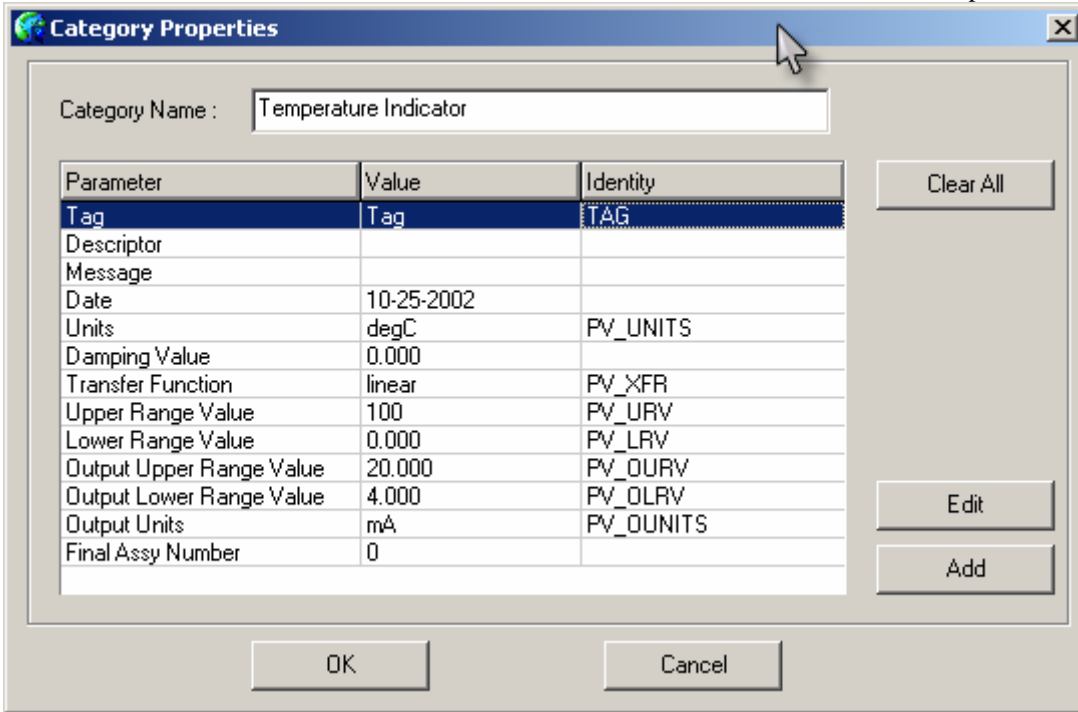 Category Properties
Category Name : Temperature Indicator
Parameter Value Identity Clear All
Tag Tag TAG
Descriptor
Message
Date 10-25-2002
Units degC PV_UNITS
Damping Value 0.000
Transfer Function linear PV_XFR
Upper Range Value 100 PV_URV
Lower Range Value 0.000 PV_LRV
Output Upper Range Value 20.000 PV_OURV
Output Lower Range Value 4.000 PV_OLRV
Edit
Output Units mA PV_OUNITS
Final Assy Number 0
Add
OK Cancel